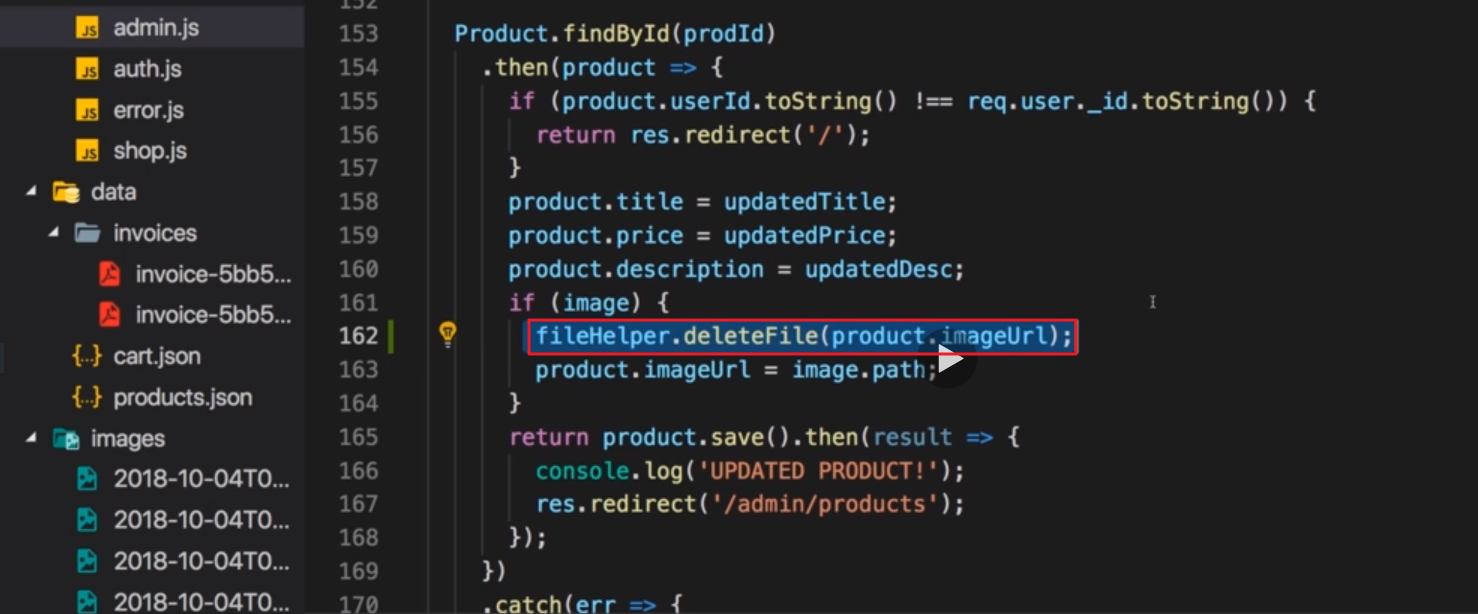 admin.js
auth.js
error.js
shop.js
data
invoices
invoice-5bb5...
invoice-5bb5...
cart.json
products.json
images
2018-10-04T0...
2018-10-04T0...
2018-10-04T0...
2018-10-04T0...
152
153 Product.findById(prodId)
154 .then(product => {
155 if (product.userId.toString() !== req.user._id.toString()) {
156 return res.redirect('/');
157 }
158 product.title = updatedTitle;
159 product.price = updatedPrice;
160 product.description = updatedDesc;
161 if (image) {
162 fileHelper.deleteFile(product.imageUrl);
163 product.imageUrl = image.path;
164 }
165 return product.save().then(result => {
166 console.log('UPDATED PRODUCT!');
167 res.redirect('/admin/products');
168 });
169 })
170 .catch(err => {